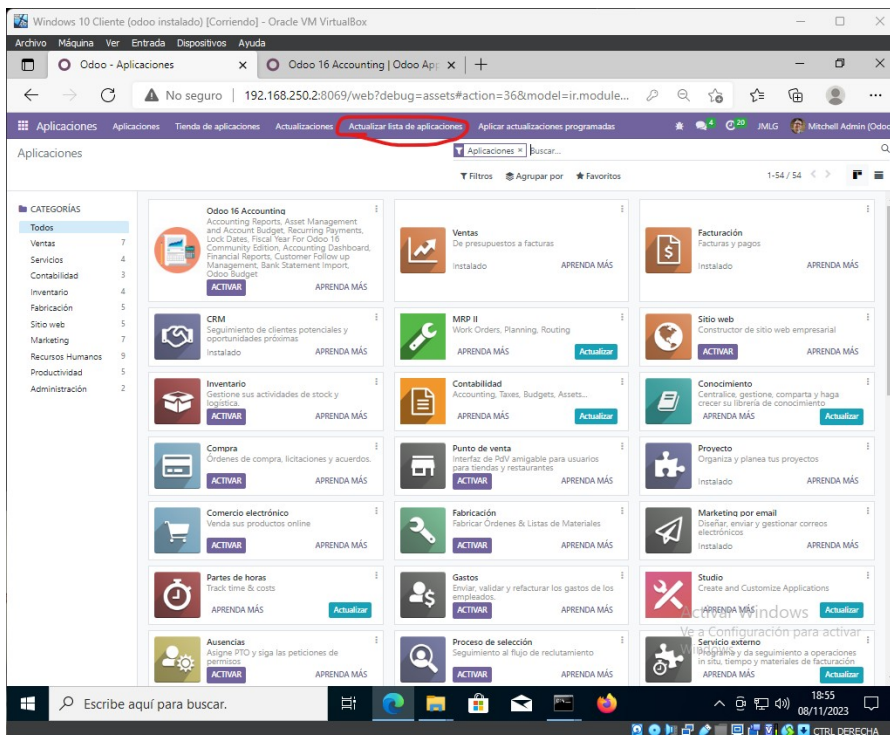 Windows 10 Cliente (odoo instalado) [Corriendo] - Oracle VM VirtualBox
Archivo Máquina Ver Entrada Dispositivos Ayuda
Odoo - Aplicaciones
Odoo 16 Accounting | Odoo App
No seguro 192.168.250.2:8069/web?debug=assets#action=36&model=ir.module...
Aplicaciones Aplicaciones Tienda de aplicaciones Actualizaciones Actualizar lista de aplicaciones Aplicar actualizaciones programadas 4 20 JMLG Mitchell Admin (Odoo
Aplicaciones
Aplicaciones × Buscar...
Filtros Agrupar por Favoritos 1-54 / 54
CATEGORÍAS
Todos
Ventas 7
Servicios 4
Contabilidad 3
Inventario 4
Fabricación 5
Sitio web 5
Marketing 7
Recursos Humanos 9
Productividad 5
Administración 2
Odoo 16 Accounting
Accounting Reports, Asset Management
and Account Budget, Recurring Payments,
Lock Dates, Fiscal Year For Odoo 16
Community Edition, Accounting Dashboard,
Financial Reports, Customer Follow up
Management, Bank Statement Import,
Odoo Budget
ACTIVAR APRENDA MÁS
Ventas
De presupuestos a facturas
Instalado APRENDA MÁS
Facturación
Facturas y pagos
Instalado APRENDA MÁS
CRM
Seguimiento de clientes potenciales y
oportunidades próximas
Instalado APRENDA MÁS
MRP II
Work Orders, Planning, Routing
APRENDA MÁS Actualizar
Sitio web
Constructor de sitio web empresarial
ACTIVAR APRENDA MÁS
Inventario
Gestione sus actividades de stock y
logística.
ACTIVAR APRENDA MÁS
Contabilidad
Accounting, Taxes, Budgets, Assets...
APRENDA MÁS Actualizar
Conocimiento
Centralice, gestione, comparta y haga
crecer su librería de conocimiento
APRENDA MÁS Actualizar
Compra
Órdenes de compra, licitaciones y acuerdos.
ACTIVAR APRENDA MÁS
Punto de venta
Interfaz de PdV amigable para usuarios
para tiendas y restaurantes
ACTIVAR APRENDA MÁS
Proyecto
Organiza y planea tus proyectos
Instalado APRENDA MÁS
Comercio electrónico
Venda sus productos online
ACTIVAR APRENDA MÁS
Fabricación
Fabricar Órdenes & Listas de Materiales
ACTIVAR APRENDA MÁS
Marketing por email
Diseñar, enviar y gestionar correos
electrónicos
Instalado APRENDA MÁS
Partes de horas
Track time & costs
APRENDA MÁS Actualizar
Gastos
Enviar, validar y refacturar los gastos de los
empleados.
ACTIVAR APRENDA MÁS
Studio
Create and Customize Applications
APRENDA MÁS Actualizar
Activar Windows
Ve a Configuración para activar
Windows.
Ausencias
Asigne PTO y siga las peticiones de
permisos
ACTIVAR APRENDA MÁS
Proceso de selección
Seguimiento al flujo de reclutamiento
ACTIVAR APRENDA MÁS
Servicio externo
Programa y da seguimiento a operaciones
in situ, tiempo y materiales de facturación
APRENDA MÁS Actualizar
Escribe aquí para buscar.
18:55
08/11/2023
CTRL DERECHA